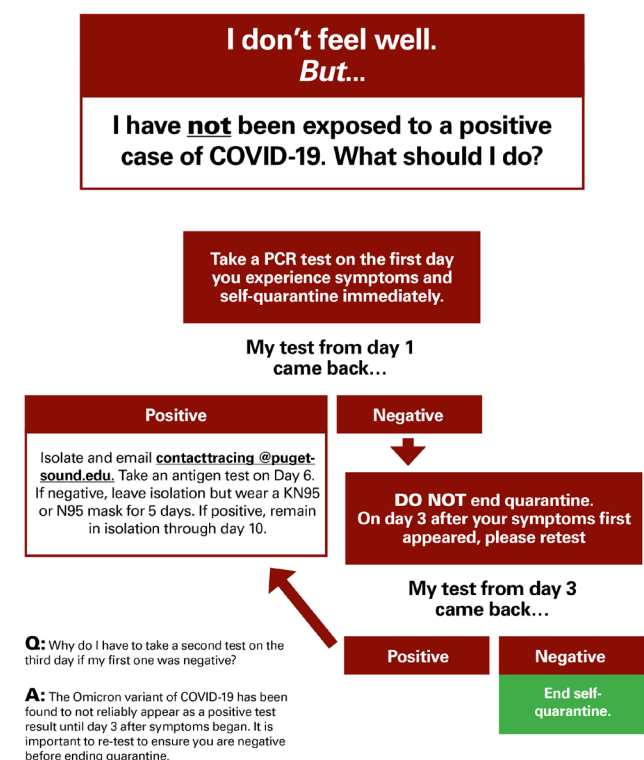 I don’t feel well.
But...
I have not been exposed to a positive
case of COVID-19. What should I do?
Take a PCR test on the first day
you experience symptoms and
self-quarantine immediately.
My test from day 1
came back…
Positive
Isolate and email contacttracing @puget-
sound.edu. Take an antigen test on Day 6.
If negative, leave isolation but wear a KN95
or N95 mask for 5 days. If positive, remain
in isolation through day 10.
Negative
DO NOT end quarantine.
On day 3 after your symptoms first
appeared, please retest
My test from day 3
came back…
Positive
Negative
End self-
quarantine.
Q: Why do I have to take a second test on the
third day if my first one was negative?
A: The Omicron variant of COVID-19 has been
found to not reliably appear as a positive test
result until day 3 after symptoms began. It is
important to re-test to ensure you are negative
before ending quarantine.